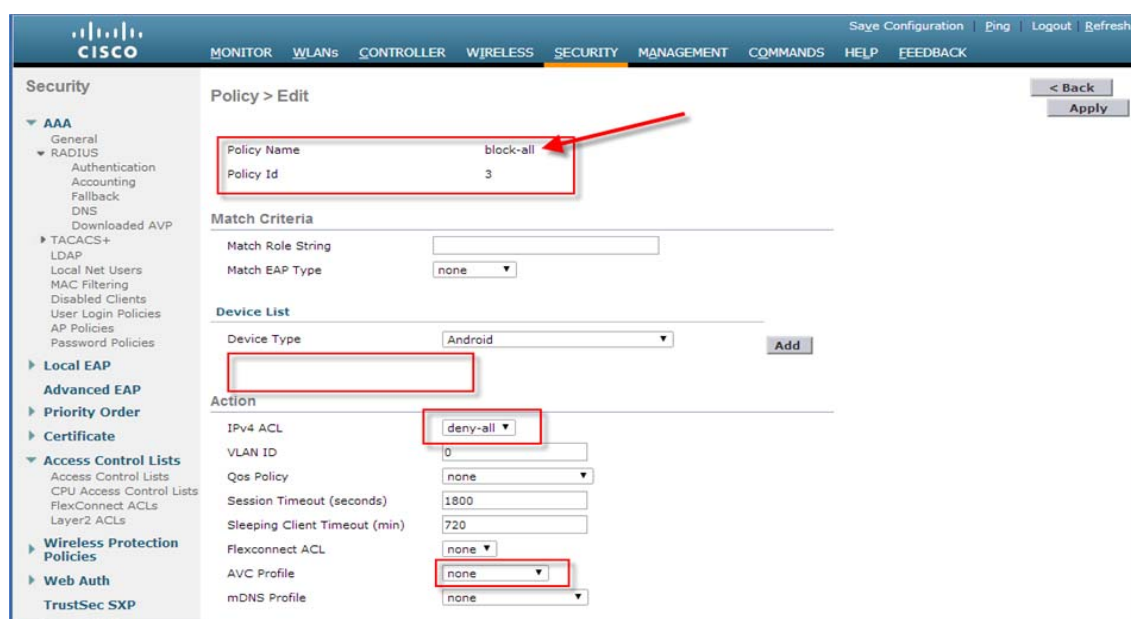 Save Configuration | Ping | Logout | Refresh
CISCO
MONITOR WLANs CONTROLLER WIRELESS SECURITY MANAGEMENT COMMANDS HELP FEEDBACK
Security
AAA
General
RADIUS
Authentication
Accounting
Fallback
DNS
Downloaded AVP
TACACS+
LDAP
Local Net Users
MAC Filtering
Disabled Clients
User Login Policies
AP Policies
Password Policies
Local EAP
Advanced EAP
Priority Order
Certificate
Access Control Lists
Access Control Lists
CPU Access Control Lists
FlexConnect ACLs
Layer2 ACLs
Wireless Protection
Policies
Web Auth
TrustSec SXP
Policy > Edit
< Back
Apply
Policy Name block-all
Policy Id 3
Match Criteria
Match Role String
Match EAP Type none
Device List
Device Type Android Add
Action
IPv4 ACL deny-all
VLAN ID 0
Qos Policy none
Session Timeout (seconds) 1800
Sleeping Client Timeout (min) 720
Flexconnect ACL none
AVC Profile none
mDNS Profile none